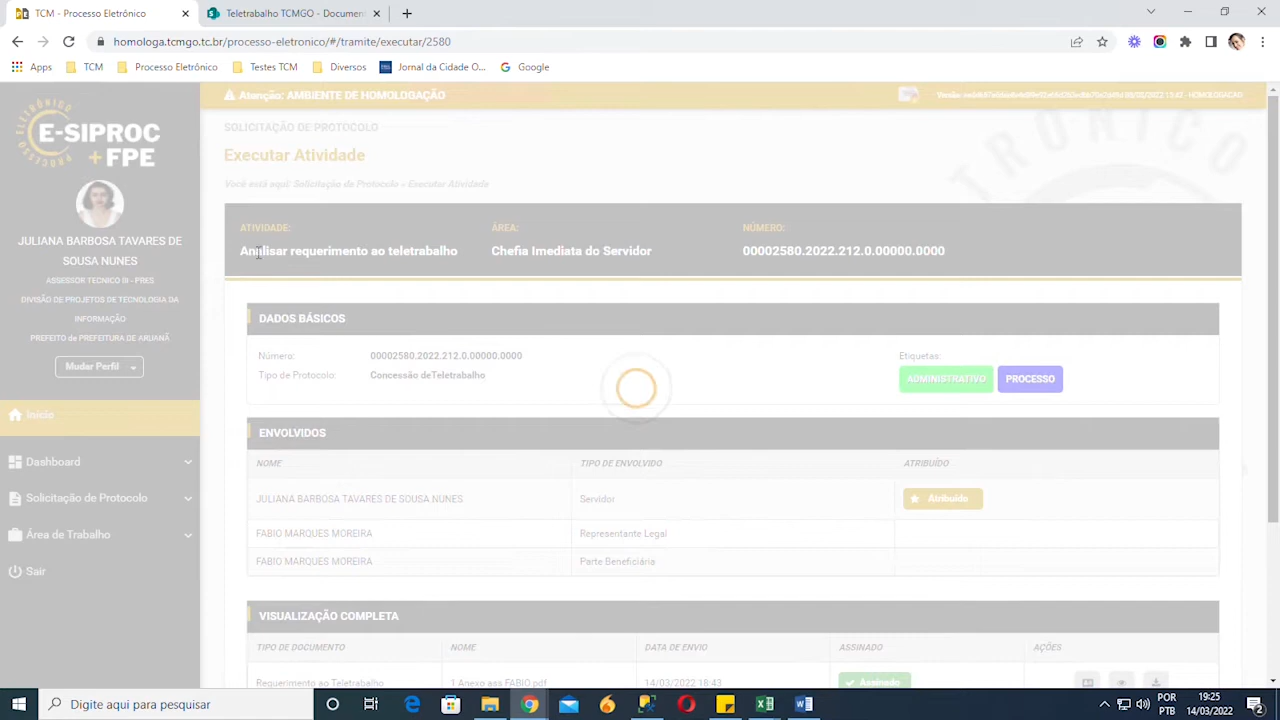 TCM - Processo Eletrônico
Teletrabalho TCMGO - Document
homologa.tcmgo.tc.br/processo-eletronico/#/tramite/executar/2580
Apps
TCM
Processo Eletrônico
Testes TCM
Diversos
Jornal da Cidade O...
Google
Atenção: AMBIENTE DE HOMOLOGAÇÃO
ELETRÔNICO
E-SIPROC
+FPE
PROCESSO
TRONICO
JULIANA BARBOSA TAVARES DE
SOUSA NUNES
ASSESSOR TECNICO III - PRES
DIVISÃO DE PROJETOS DE TECNOLOGIA DA
INFORMAÇÃO
PREFEITO de PREFEITURA DE ARUANÃ
Mudar Perfil
Início
Dashboard
Solicitação de Protocolo
Área de Trabalho
Sair
SOLICITAÇÃO DE PROTOCOLO
Executar Atividade
Você está aqui: Solicitação de Protocolo » Executar Atividade
ATIVIDADE:
ÁREA:
NÚMERO:
Analisar requerimento ao teletrabalho
Chefia Imediata do Servidor
00002580.2022.212.0.00000.0000
DADOS BÁSICOS
Número:
00002580.2022.212.0.00000.0000
Tipo de Protocolo:
Concessão deTeletrabalho
Etiquetas:
ADMINISTRATIVO
PROCESSO
ENVOLVIDOS
NOME
TIPO DE ENVOLVIDO
ATRIBUÍDO
JULIANA BARBOSA TAVARES DE SOUSA NUNES
Servidor
Atribuído
FABIO MARQUES MOREIRA
Representante Legal
FABIO MARQUES MOREIRA
Parte Beneficiária
VISUALIZAÇÃO COMPLETA
TIPO DE DOCUMENTO
NOME
DATA DE ENVIO
ASSINADO
AÇÕES
Requerimento ao Teletrabalho
1 Anexo ass FABIO.pdf
14/03/2022 18:43
Assinado
Digite aqui para pesquisar
POR
PTB
19:25
14/03/2022
2